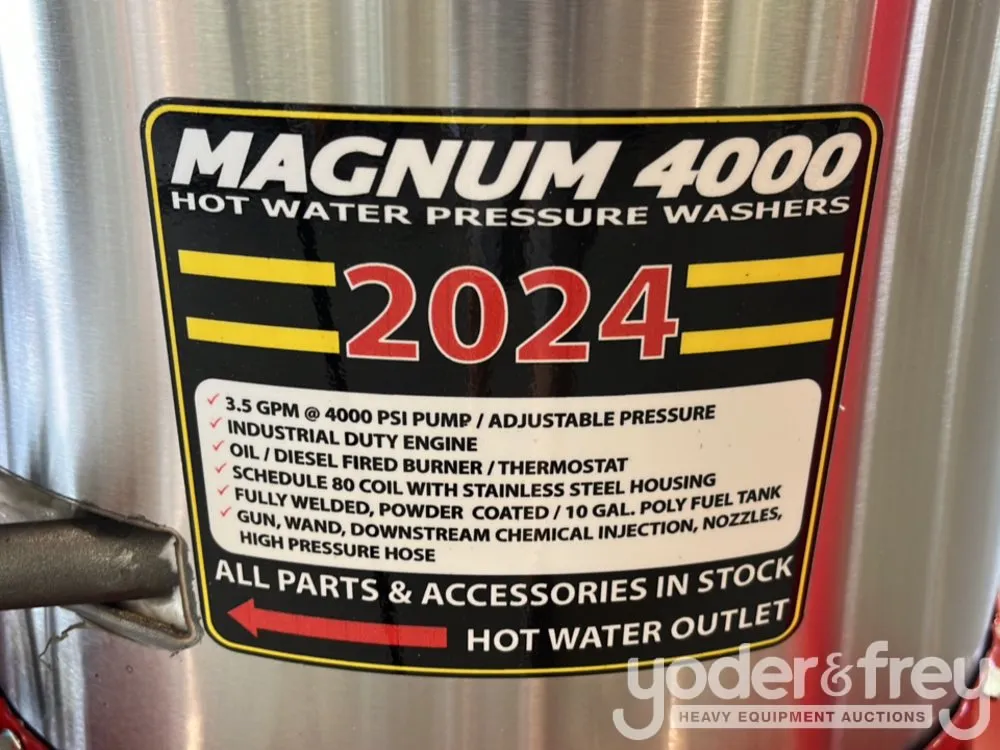 MAGNUM 4000
HOT WATER PRESSURE WASHERS
2024
✓ 3.5 GPM @ 4000 PSI PUMP / ADJUSTABLE PRESSURE
✓ INDUSTRIAL DUTY ENGINE
✓ OIL / DIESEL FIRED BURNER / THERMOSTAT
✓ SCHEDULE 80 COIL WITH STAINLESS STEEL HOUSING
✓ FULLY WELDED, POWDER COATED / 10 GAL. POLY FUEL TANK
✓ GUN, WAND, DOWNSTREAM CHEMICAL INJECTION, NOZZLES,
HIGH PRESSURE HOSE
ALL PARTS & ACCESSORIES IN STOCK
HOT WATER OUTLET
yoder&frey
HEAVY EQUIPMENT AUCTIONS